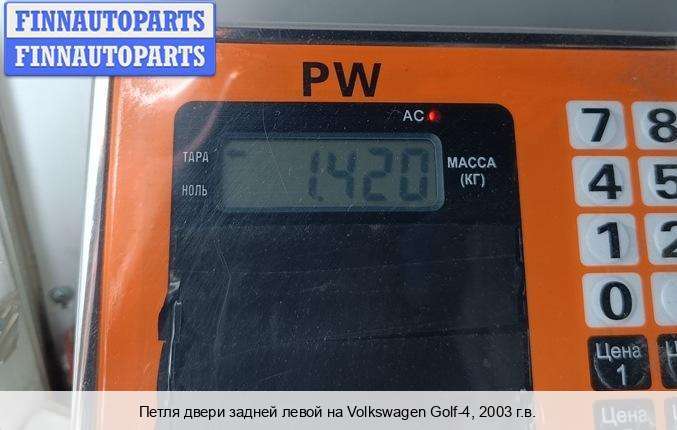 FINNAUTOPARTS
FINNAUTOPARTS
PW
AC
ТАРА
НОЛЬ
1.420
МАССА
(КГ)
7 8
4 5
1 2
0
Цена
1
Цена
Петля двери задней левой на Volkswagen Golf-4, 2003 г.в.